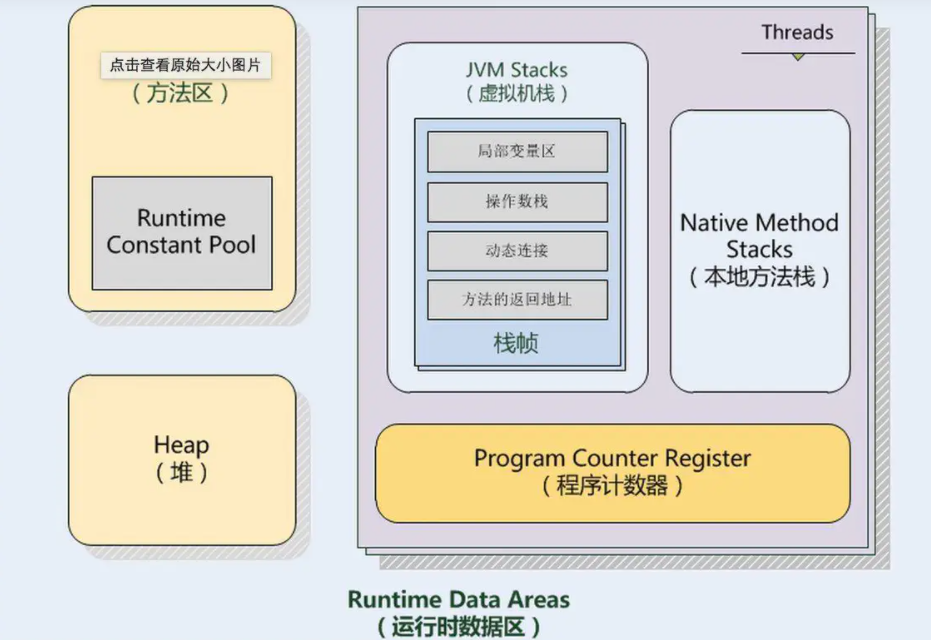 点击查看原始大小图片
（方法区）
Runtime
Constant Pool
Heap
（堆）
Threads
JVM Stacks
（虚拟机栈）
局部变量区
操作数栈
动态连接
方法的返回地址
栈帧
Native Method
Stacks
（本地方法栈）
Program Counter Register
（程序计数器）
Runtime Data Areas
（运行时数据区）